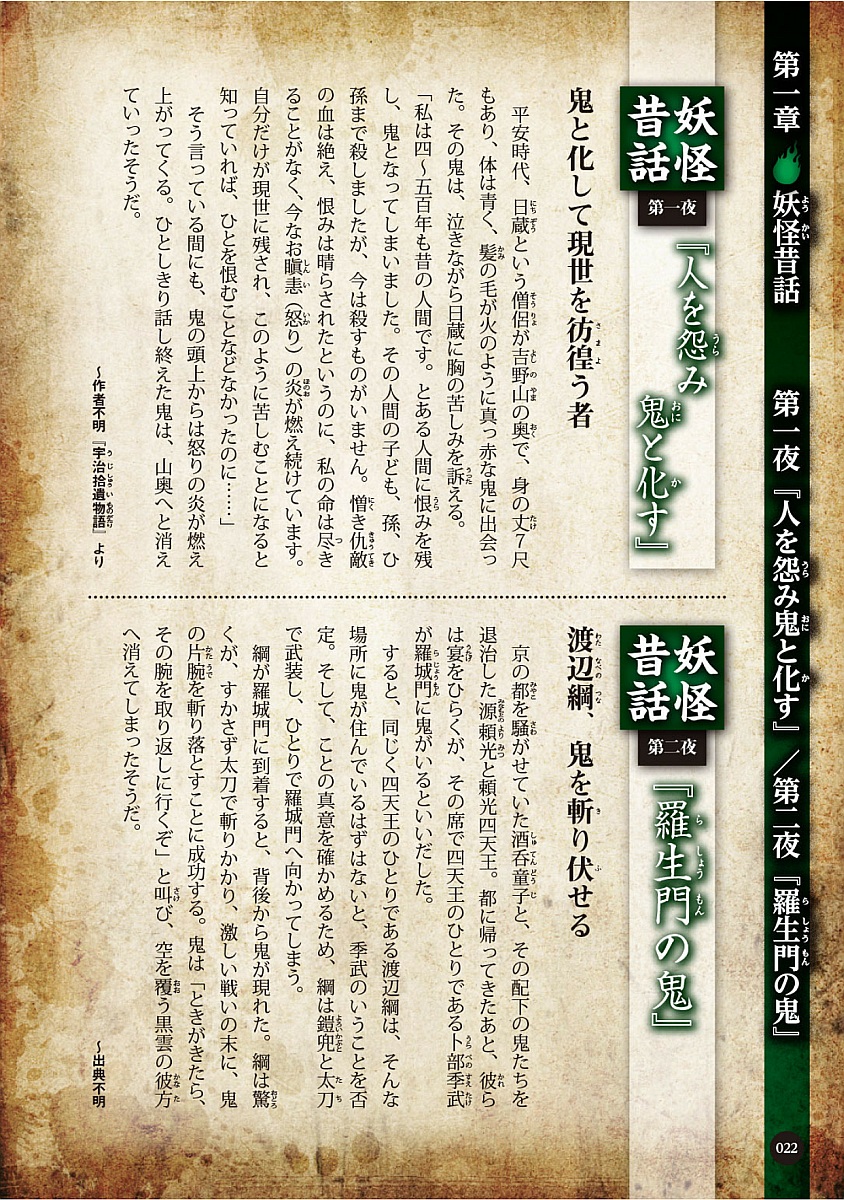 第一章 妖怪昔話 第一夜『人を怨み鬼と化す』／第二夜『羅生門の鬼』
妖怪昔話
第一夜
『人を怨み
鬼と化す』
鬼と化して現世を彷徨う者
平安時代、日蔵という僧侶が吉野山の奥で、身の丈7尺
もあり、体は青く、髪の毛が火のように真っ赤な鬼に出会っ
た。その鬼は、泣きながら日蔵に胸の苦しみを訴える。
「私は四～五百年も昔の人間です。とある人間に恨みを残
し、鬼となってしまいました。その人間の子ども、孫、ひ
孫まで殺しましたが、今は殺すものがいません。憎き仇敵
の血は絶え、恨みは晴らされたというのに、私の命は尽き
ることがなく、今なお瞋恚（怒り）の炎が燃え続けています。
自分だけが現世に残され、このように苦しむことになると
知っていれば、ひとを恨むことなどなかったのに……」
そう言っている間にも、鬼の頭上からは怒りの炎が燃え
上がってくる。ひとしきり話し終えた鬼は、山奥へと消え
ていったそうだ。
～作者不明『宇治拾遺物語』より
妖怪昔話
第二夜
『羅生門の鬼』
渡辺綱、鬼を斬り伏せる
京の都を騒がせていた酒呑童子と、その配下の鬼たちを
退治した源頼光と頼光四天王。都に帰ってきたあと、彼ら
は宴をひらくが、その席で四天王のひとりである卜部季武
が羅城門に鬼がいるといいだした。
すると、同じく四天王のひとりである渡辺綱は、そんな
場所に鬼が住んでいるはずはないと、季武のいうことを否
定。そして、ことの真意を確かめるため、綱は鎧兜と太刀
で武装し、ひとりで羅城門へ向かってしまう。
綱が羅城門に到着すると、背後から鬼が現れた。綱は驚
くが、すかさず太刀で斬りかかり、激しい戦いの末に、鬼
の片腕を斬り落とすことに成功する。鬼は「ときがきたら、
その腕を取り返しに行くぞ」と叫び、空を覆う黒雲の彼方
へ消えてしまったそうだ。
～出典不明
022